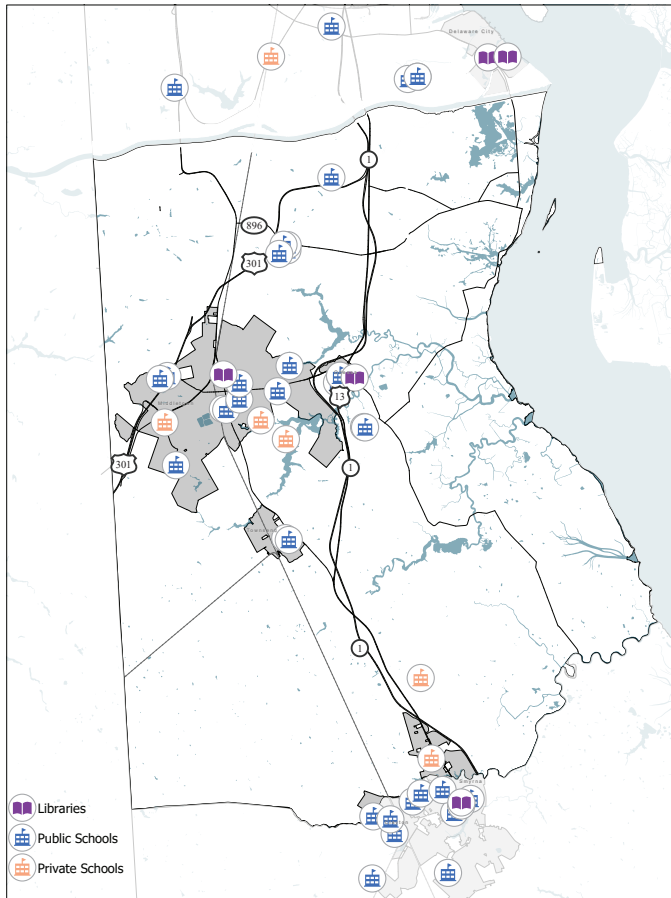 Delaware City
1
896
301
13
Middletown
301
1
Townsend
1
Smyrna
Libraries
Public Schools
Private Schools